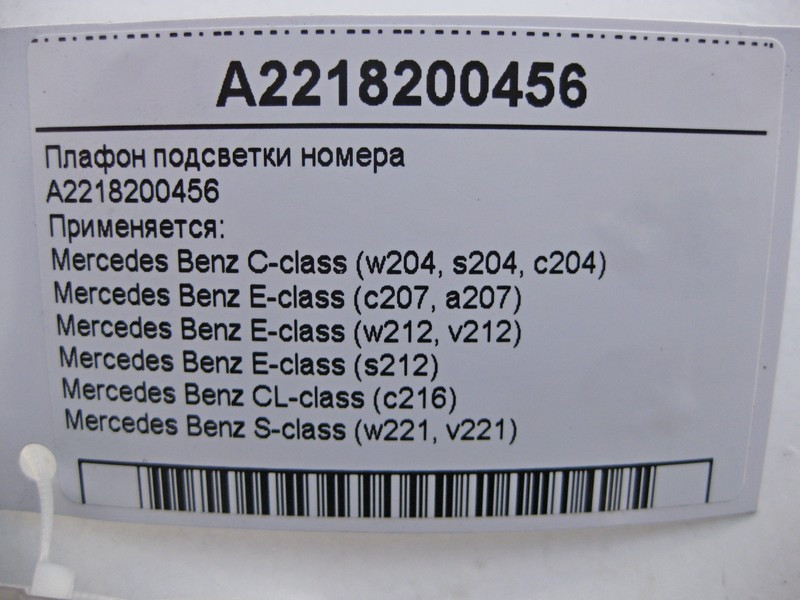 A2218200456
Плафон подсветки номера
A2218200456
Применяется:
Mercedes Benz C-class (w204, s204, c204)
Mercedes Benz E-class (c207, a207)
Mercedes Benz E-class (w212, v212)
Mercedes Benz E-class (s212)
Mercedes Benz CL-class (c216)
Mercedes Benz S-class (w221, v221)